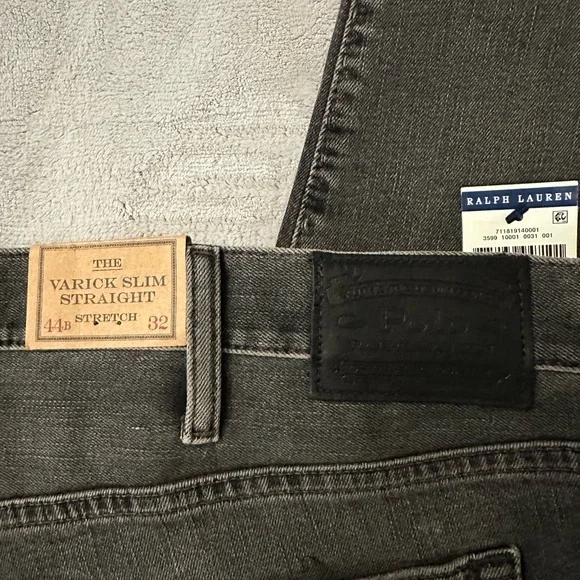 RALPH LAUREN
711819140001
3599 10001 0031 001
THE
VARICK SLIM
STRAIGHT
STRETCH
44B 32
Polo